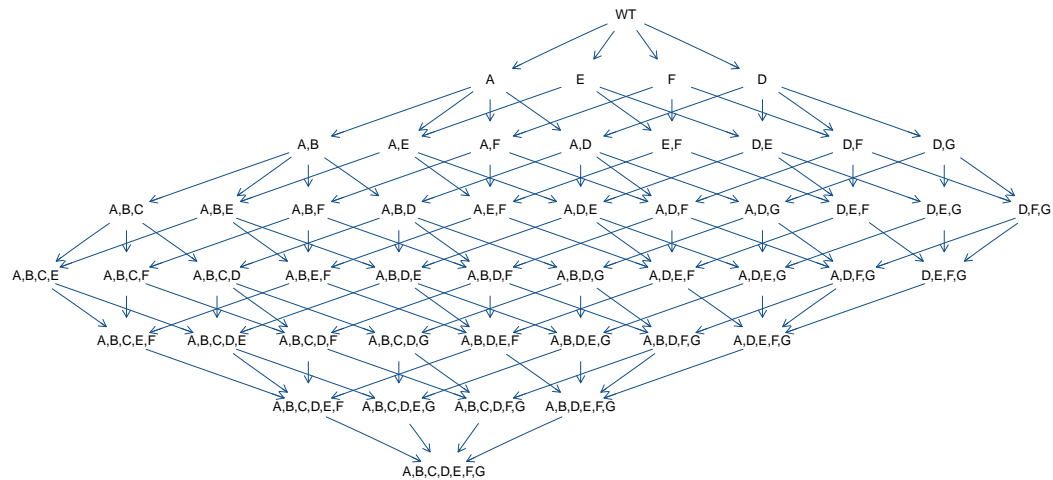 WT
A E F D
A,B A,E A,F A,D E,F D,E D,F D,G
A,B,C A,B,E A,B,F A,B,D A,E,F A,D,E A,D,F A,D,G D,E,F D,E,G D,F,G
A,B,C,E A,B,C,F A,B,C,D A,B,E,F A,B,D,E A,B,D,F A,B,D,G A,D,E,F A,D,E,G A,D,F,G D,E,F,G
A,B,C,E,F A,B,C,D,E A,B,C,D,F A,B,C,D,G A,B,D,E,F A,B,D,E,G A,B,D,F,G A,D,E,F,G
A,B,C,D,E,F A,B,C,D,E,G A,B,C,D,F,G A,B,D,E,F,G
A,B,C,D,E,F,G